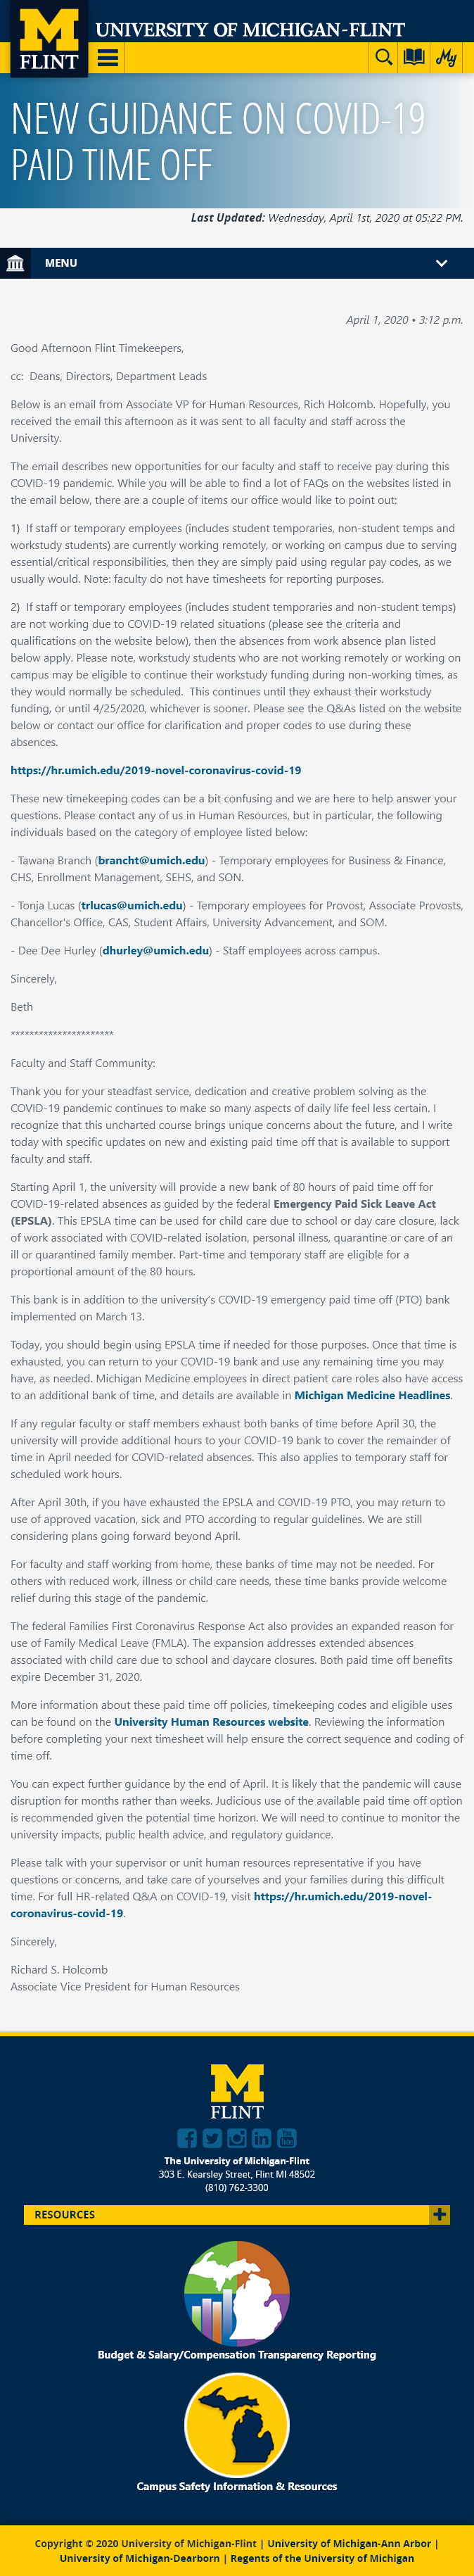 M
FLINT
UNIVERSITY OF MICHIGAN-FLINT
My
NEW GUIDANCE ON COVID-19
PAID TIME OFF
Last Updated: Wednesday, April 1st, 2020 at 05:22 PM.
MENU
April 1, 2020 • 3:12 p.m.
Good Afternoon Flint Timekeepers,
cc:  Deans, Directors, Department Leads
Below is an email from Associate VP for Human Resources, Rich Holcomb. Hopefully, you
received the email this afternoon as it was sent to all faculty and staff across the
University.
The email describes new opportunities for our faculty and staff to receive pay during this
COVID-19 pandemic. While you will be able to find a lot of FAQs on the websites listed in
the email below, there are a couple of items our office would like to point out:
1)  If staff or temporary employees (includes student temporaries, non-student temps and
workstudy students) are currently working remotely, or working on campus due to serving
essential/critical responsibilities, then they are simply paid using regular pay codes, as we
usually would. Note: faculty do not have timesheets for reporting purposes.
2)  If staff or temporary employees (includes student temporaries and non-student temps)
are not working due to COVID-19 related situations (please see the criteria and
qualifications on the website below), then the absences from work absence plan listed
below apply. Please note, workstudy students who are not working remotely or working on
campus may be eligible to continue their workstudy funding during non-working times, as
they would normally be scheduled.  This continues until they exhaust their workstudy
funding, or until 4/25/2020, whichever is sooner. Please see the Q&As listed on the website
below or contact our office for clarification and proper codes to use during these
absences.
https://hr.umich.edu/2019-novel-coronavirus-covid-19
These new timekeeping codes can be a bit confusing and we are here to help answer your
questions. Please contact any of us in Human Resources, but in particular, the following
individuals based on the category of employee listed below:
- Tawana Branch (brancht@umich.edu) - Temporary employees for Business & Finance,
CHS, Enrollment Management, SEHS, and SON.
- Tonja Lucas (trlucas@umich.edu) - Temporary employees for Provost, Associate Provosts,
Chancellor's Office, CAS, Student Affairs, University Advancement, and SOM.
- Dee Dee Hurley (dhurley@umich.edu) - Staff employees across campus.
Sincerely,
Beth
**********************
Faculty and Staff Community:
Thank you for your steadfast service, dedication and creative problem solving as the
COVID-19 pandemic continues to make so many aspects of daily life feel less certain. I
recognize that this uncharted course brings unique concerns about the future, and I write
today with specific updates on new and existing paid time off that is available to support
faculty and staff.
Starting April 1, the university will provide a new bank of 80 hours of paid time off for
COVID-19-related absences as guided by the federal Emergency Paid Sick Leave Act
(EPSLA). This EPSLA time can be used for child care due to school or day care closure, lack
of work associated with COVID-related isolation, personal illness, quarantine or care of an
ill or quarantined family member. Part-time and temporary staff are eligible for a
proportional amount of the 80 hours.
This bank is in addition to the university's COVID-19 emergency paid time off (PTO) bank
implemented on March 13.
Today, you should begin using EPSLA time if needed for those purposes. Once that time is
exhausted, you can return to your COVID-19 bank and use any remaining time you may
have, as needed. Michigan Medicine employees in direct patient care roles also have access
to an additional bank of time, and details are available in Michigan Medicine Headlines.
If any regular faculty or staff members exhaust both banks of time before April 30, the
university will provide additional hours to your COVID-19 bank to cover the remainder of
time in April needed for COVID-related absences. This also applies to temporary staff for
scheduled work hours.
After April 30th, if you have exhausted the EPSLA and COVID-19 PTO, you may return to
use of approved vacation, sick and PTO according to regular guidelines. We are still
considering plans going forward beyond April.
For faculty and staff working from home, these banks of time may not be needed. For
others with reduced work, illness or child care needs, these time banks provide welcome
relief during this stage of the pandemic.
The federal Families First Coronavirus Response Act also provides an expanded reason for
use of Family Medical Leave (FMLA). The expansion addresses extended absences
associated with child care due to school and daycare closures. Both paid time off benefits
expire December 31, 2020.
More information about these paid time off policies, timekeeping codes and eligible uses
can be found on the University Human Resources website. Reviewing the information
before completing your next timesheet will help ensure the correct sequence and coding of
time off.
You can expect further guidance by the end of April. It is likely that the pandemic will cause
disruption for months rather than weeks. Judicious use of the available paid time off option
is recommended given the potential time horizon. We will need to continue to monitor the
university impacts, public health advice, and regulatory guidance.
Please talk with your supervisor or unit human resources representative if you have
questions or concerns, and take care of yourselves and your families during this difficult
time. For full HR-related Q&A on COVID-19, visit https://hr.umich.edu/2019-novel-
coronavirus-covid-19.
Sincerely,
Richard S. Holcomb
Associate Vice President for Human Resources
M
FLINT
You Tube
The University of Michigan-Flint
303 E. Kearsley Street, Flint MI 48502
(810) 762-3300
RESOURCES
Budget & Salary/Compensation Transparency Reporting
Campus Safety Information & Resources
Copyright © 2020 University of Michigan-Flint | University of Michigan-Ann Arbor |
University of Michigan-Dearborn | Regents of the University of Michigan